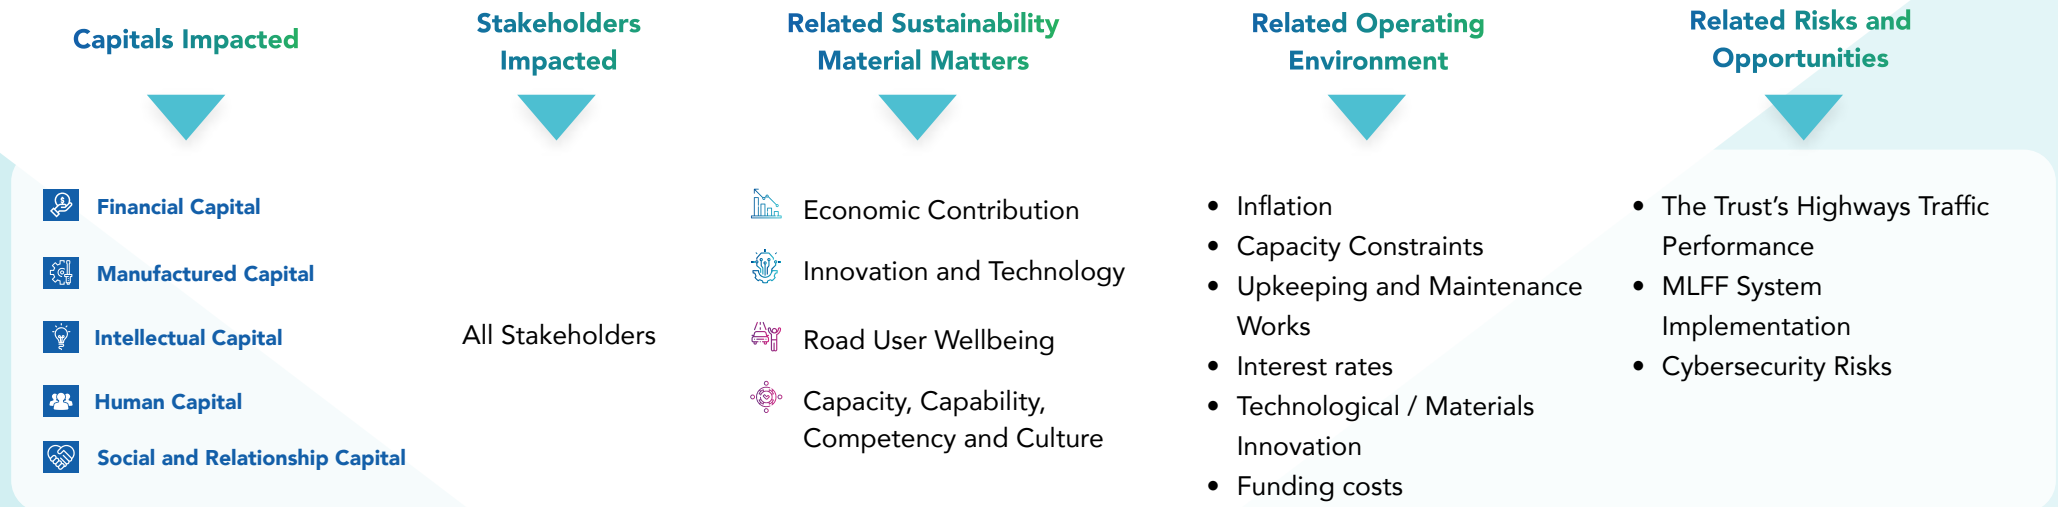 Capitals Impacted
Financial Capital
Manufactured Capital
Intellectual Capital
Human Capital
Social and Relationship Capital
Stakeholders
Impacted
All Stakeholders
Related Sustainability
Material Matters
Economic Contribution
Innovation and Technology
Road User Wellbeing
Capacity, Capability,
Competency and Culture
Related Operating
Environment
• Inflation
• Capacity Constraints
• Upkeeping and Maintenance
Works
• Interest rates
• Technological / Materials
Innovation
• Funding costs
Related Risks and
Opportunities
• The Trust’s Highways Traffic
Performance
• MLFF System
Implementation
• Cybersecurity Risks